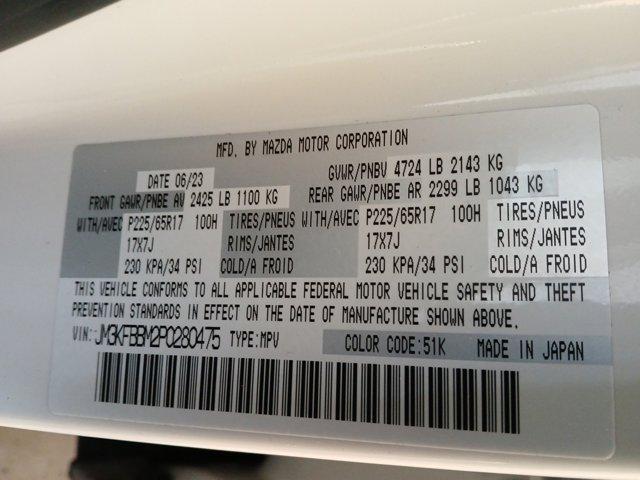 MFD. BY MAZDA MOTOR CORPORATION
DATE 06/23 GVWR/PNBV 4724 LB 2143 KG
FRONT GAWR/PNBE AV 2425 LB 1100 KG REAR GAWR/PNBE AR 2299 LB 1043 KG
WITH/AVEC P225/65R17 100H TIRES/PNEUS WITH/AVEC P225/65R17 100H TIRES/PNEUS
17X7J RIMS/JANTES 17X7J RIMS/JANTES
230 KPA/34 PSI COLD/A FROID 230 KPA/34 PSI COLD/A FROID
THIS VEHICLE CONFORMS TO ALL APPLICABLE FEDERAL MOTOR VEHICLE SAFETY AND THEFT
PREVENTION STANDARDS IN EFFECT ON THE DATE OF MANUFACTURE SHOWN ABOVE.
VIN: JM3KFBBM2P0280475 TYPE:MPV COLOR CODE:51K MADE IN JAPAN